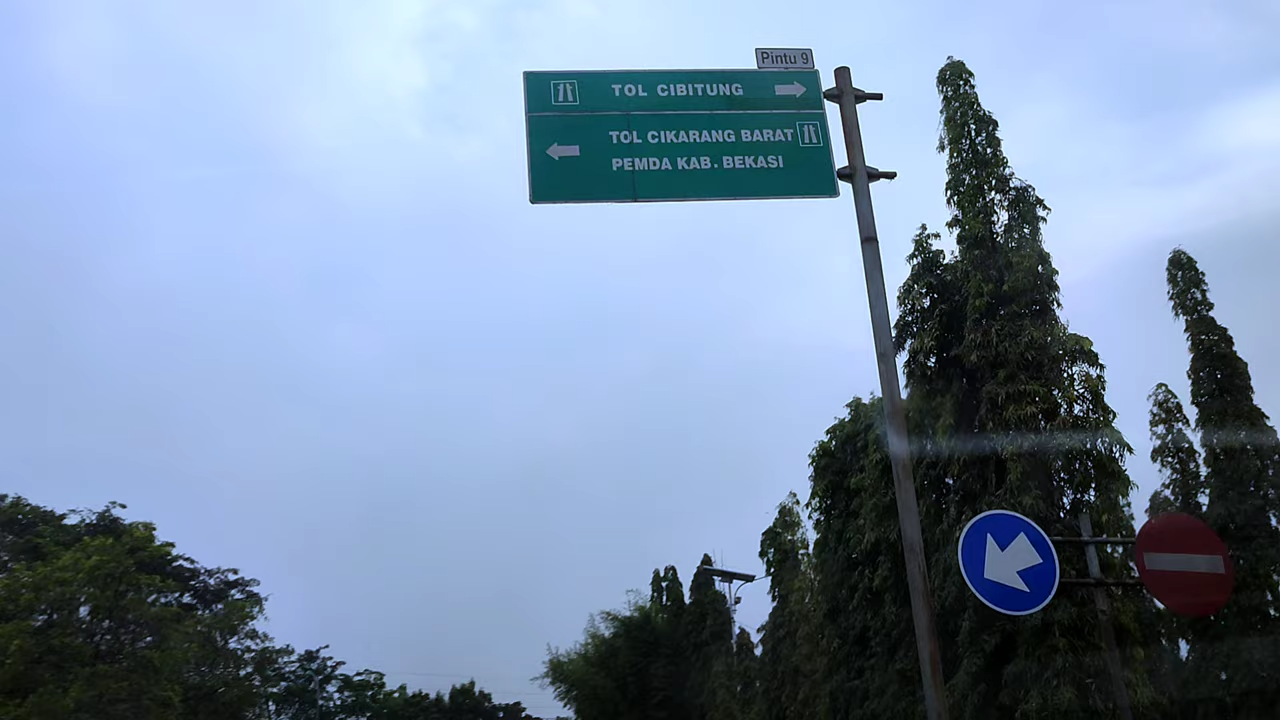 Pintu 9
TOL CIBITUNG
TOL CIKARANG BARAT
PEMDA KAB. BEKASI